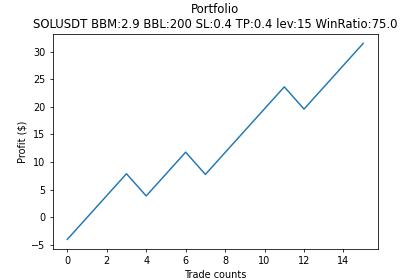 Portfolio
SOLUSDT BBM:2.9 BBL:200 SL:0.4 TP:0.4 lev:15 WinRatio:75.0
30
25
20
15
10
5
0
−5
Profit ($)
0 2 4 6 8 10 12 14
Trade counts